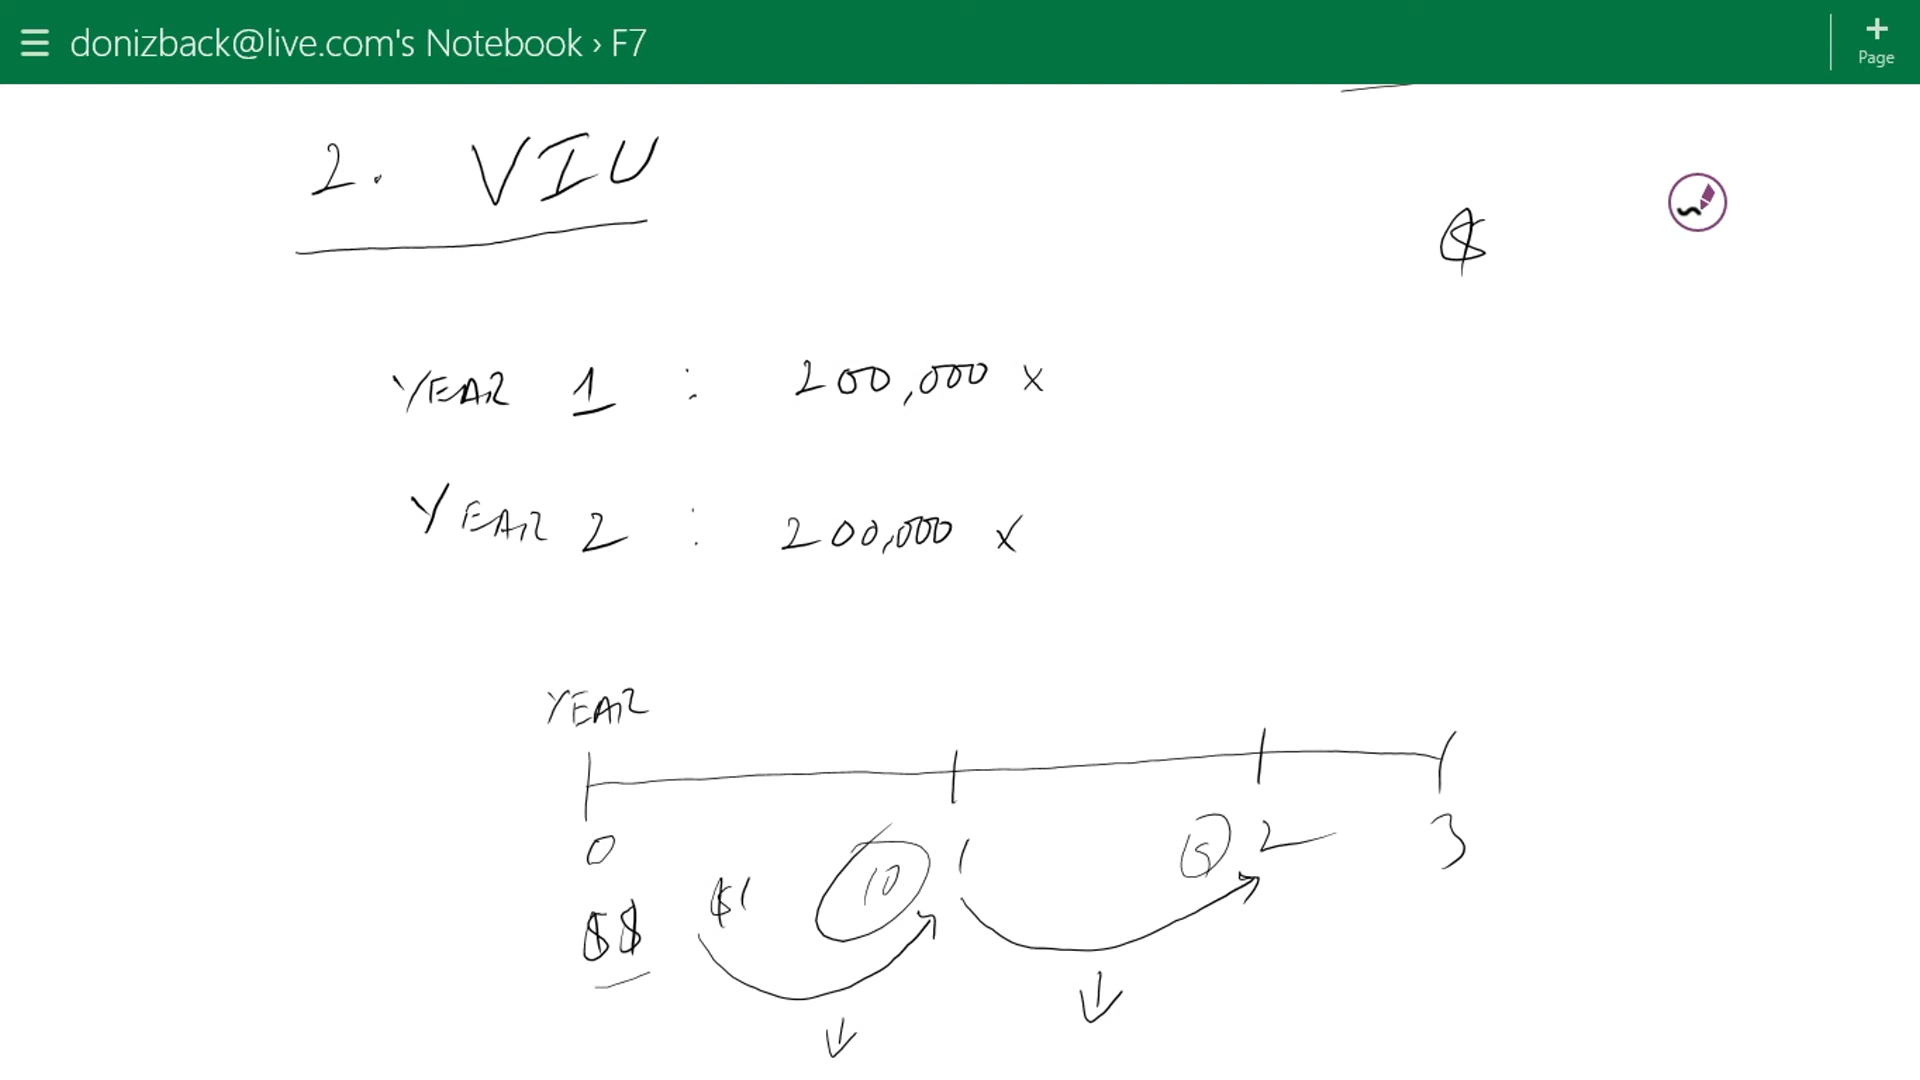 donizback@live.com's Notebook › F7
Page
2. VIU
$
YEAR 1 : 200,000 x
YEAR 2 : 200,000 x
YEAR
0 1 2 3
$1 10 5
$$